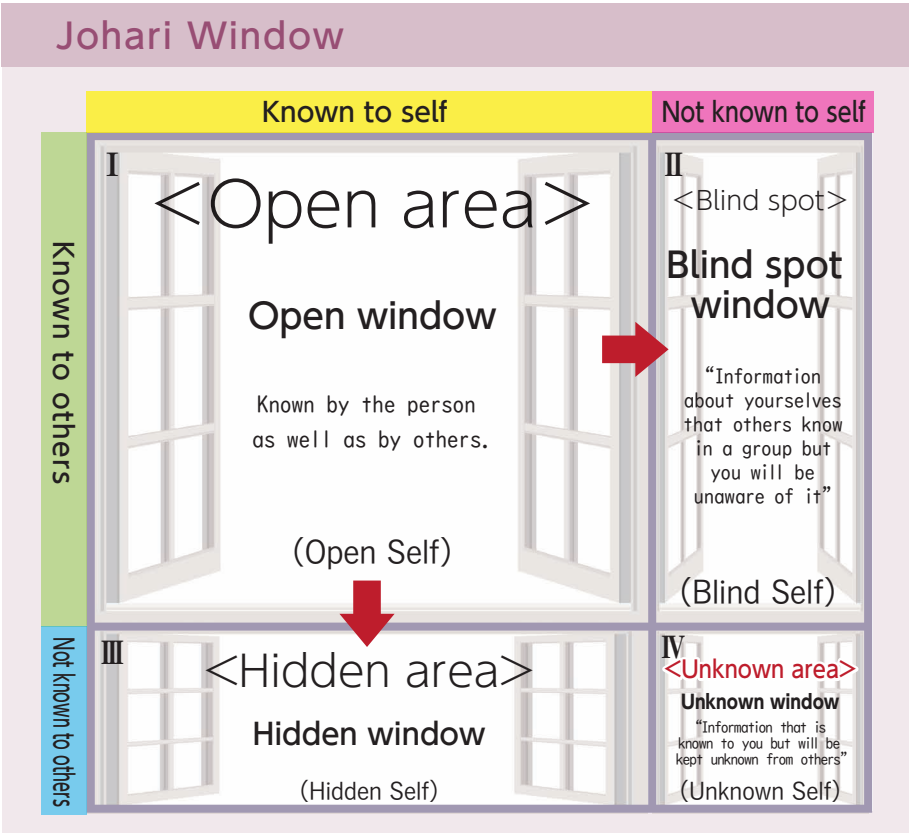 Johari Window
Known to self
Not known to self
Known to others
I
<Open area>
Open window
Known by the person
as well as by others.
(Open Self)
II
<Blind spot>
Blind spot
window
“Information
about yourselves
that others know
in a group but
you will be
unaware of it”
(Blind Self)
Not known to others
III
<Hidden area>
Hidden window
(Hidden Self)
IV
<Unknown area>
Unknown window
“Information that is
known to you but will be
kept unknown from others”
(Unknown Self)